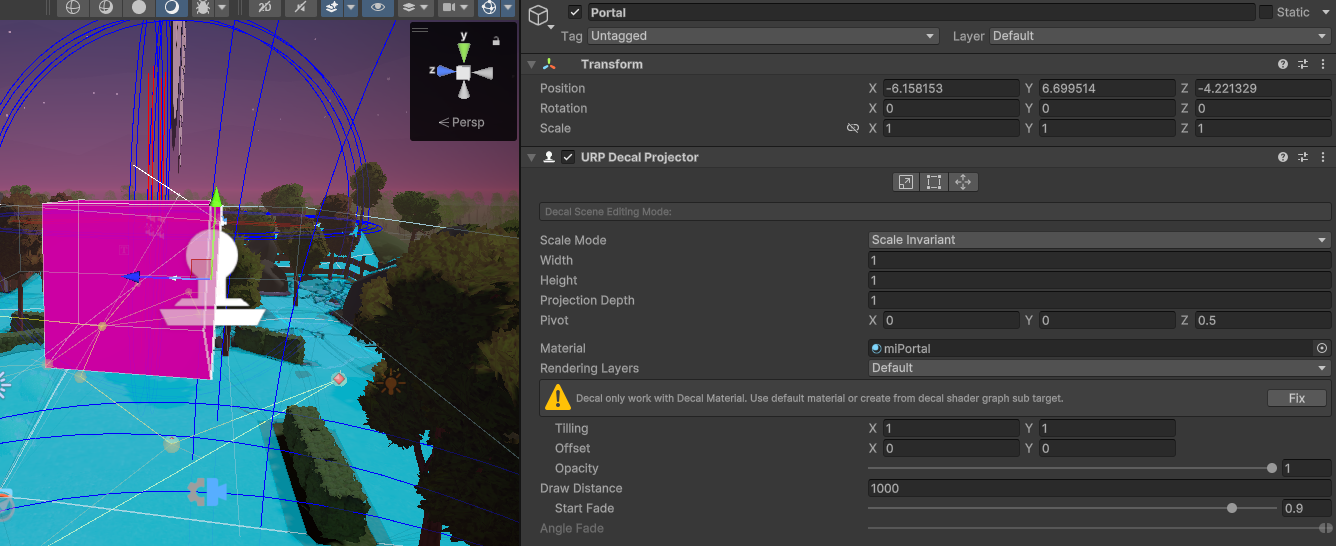 2D
Portal
Static
Tag Untagged Layer Default
y
z
Persp
Transform
Position X -6.158153 Y 6.699514 Z -4.221329
Rotation X 0 Y 0 Z 0
Scale X 1 Y 1 Z 1
URP Decal Projector
Decal Scene Editing Mode:
Scale Mode Scale Invariant
Width 1
Height 1
Projection Depth 1
Pivot X 0 Y 0 Z 0.5
Material miPortal
Rendering Layers Default
Decal only work with Decal Material. Use default material or create from decal shader graph sub target. Fix
Tilling X 1 Y 1
Offset X 0 Y 0
Opacity 1
Draw Distance 1000
Start Fade 0.9
Angle Fade